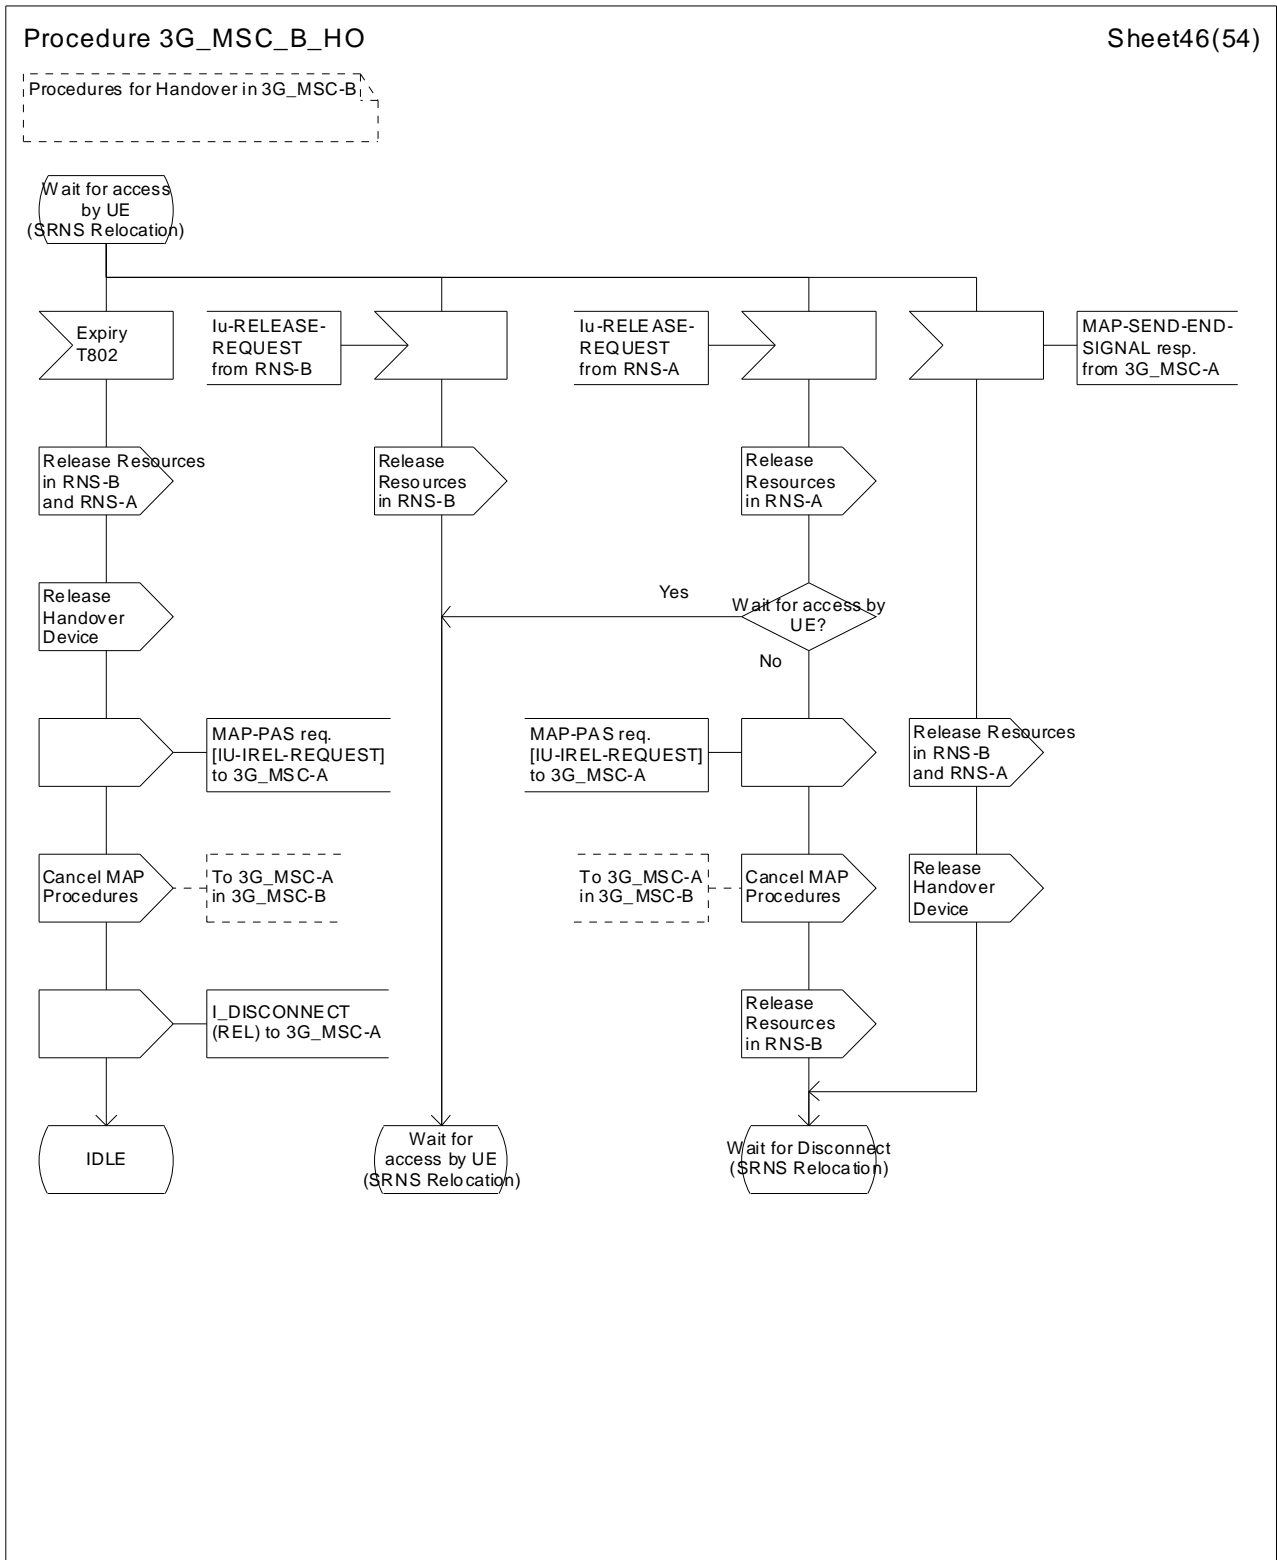 Procedure 3G_MSC_B_HO
Sheet46(54)
Procedures for Handover in 3G_MSC-B
Wait for access
by UE
(SRNS Relocation)
Expiry
T802
Iu-RELEASE-
REQUEST
from RNS-B
Iu-RELEASE-
REQUEST
from RNS-A
MAP-SEND-END-
SIGNAL resp.
from 3G_MSC-A
Release Resources
in RNS-B
and RNS-A
Release
Resources
in RNS-B
Release
Resources
in RNS-A
Release
Handover
Device
Yes
Wait for access by
UE?
No
MAP-PAS req.
[IU-IREL-REQUEST]
to 3G_MSC-A
MAP-PAS req.
[IU-IREL-REQUEST]
to 3G_MSC-A
Release Resources
in RNS-B
and RNS-A
Cancel MAP
Procedures
To 3G_MSC-A
in 3G_MSC-B
To 3G_MSC-A
in 3G_MSC-B
Cancel MAP
Procedures
Release
Handover
Device
I_DISCONNECT
(REL) to 3G_MSC-A
Release
Resources
in RNS-B
IDLE
Wait for
access by UE
(SRNS Relocation)
Wait for Disconnect
(SRNS Relocation)